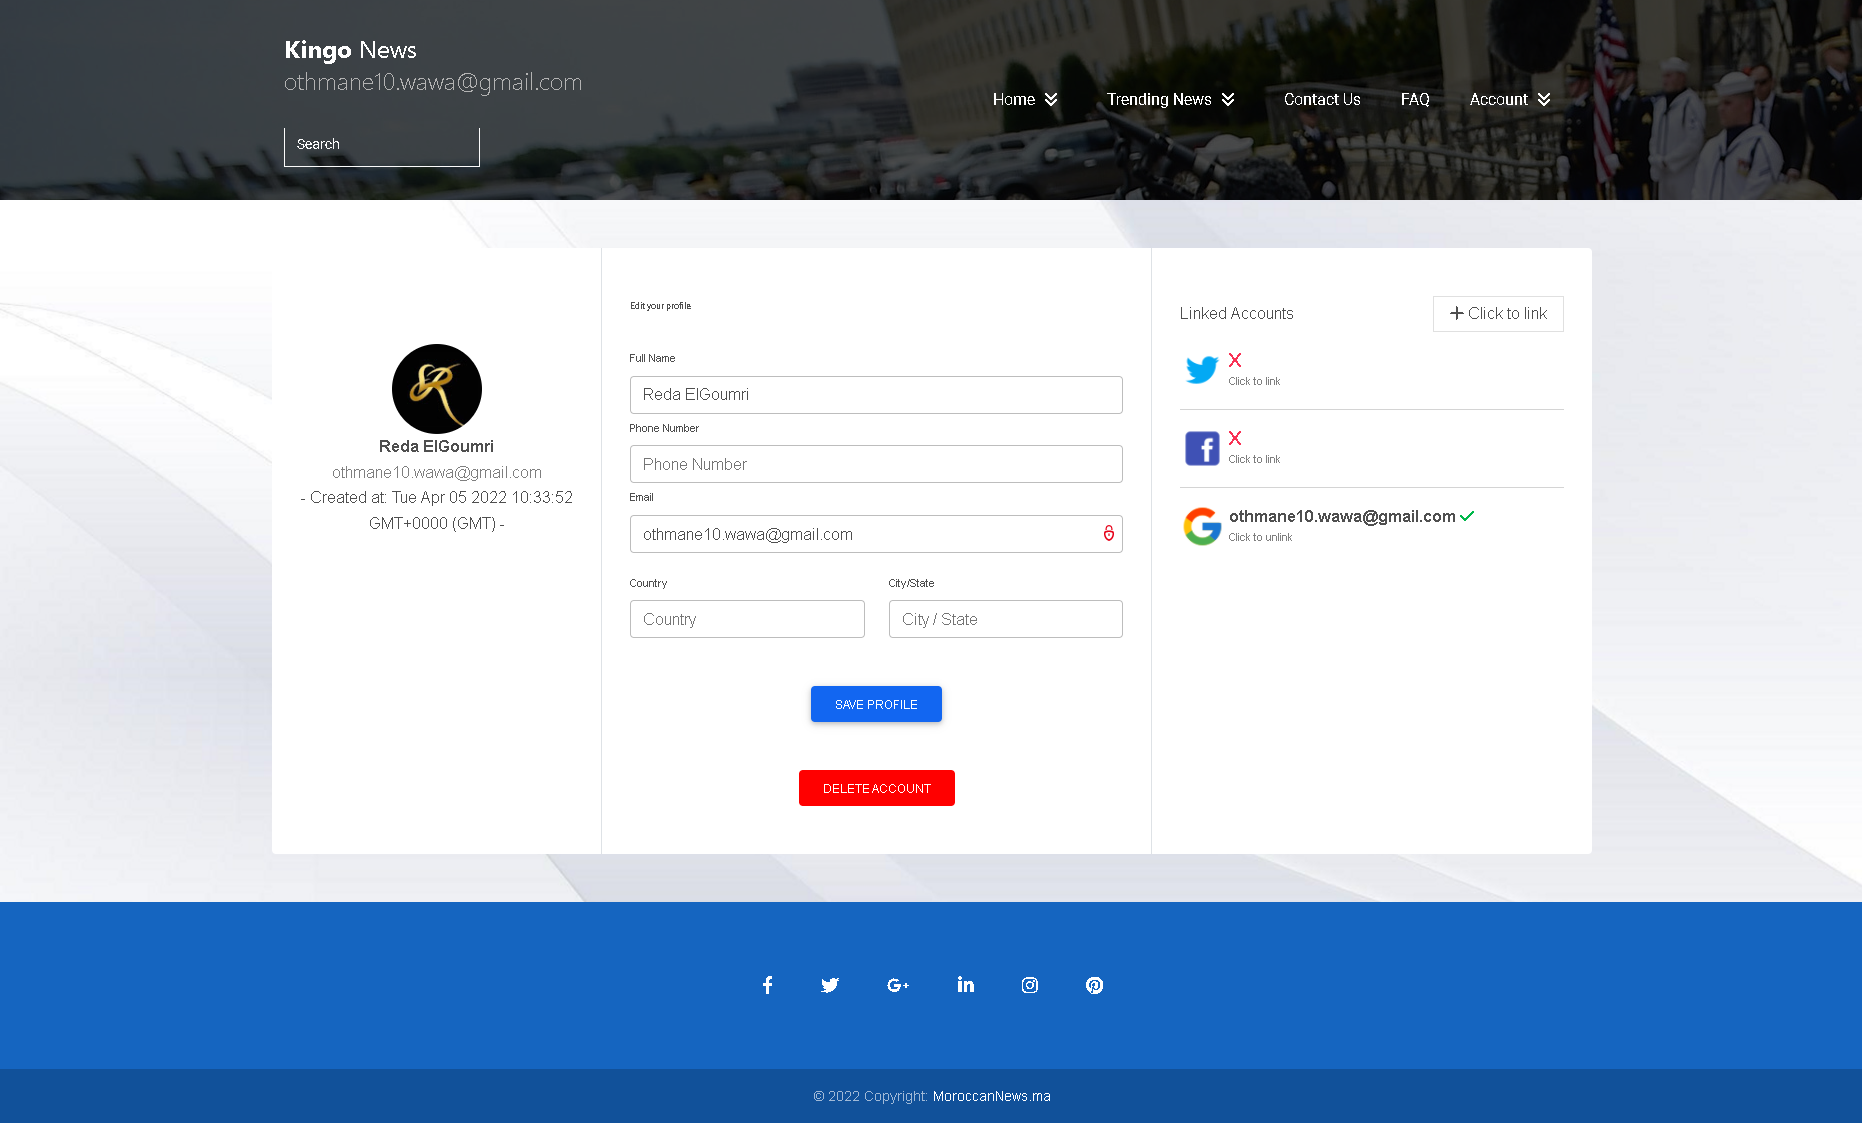 Kingo News
othmane10.wawa@gmail.com
Search
Home
Trending News
Contact Us
FAQ
Account
Reda ElGoumri
othmane10.wawa@gmail.com
- Created at: Tue Apr 05 2022 10:33:52
GMT+0000 (GMT) -
Edit your profile
Full Name
Reda ElGoumri
Phone Number
Phone Number
Email
othmane10.wawa@gmail.com
Country
City/State
Country
City / State
SAVE PROFILE
DELETE ACCOUNT
Linked Accounts
Click to link
X
Click to link
X
Click to link
othmane10.wawa@gmail.com
Click to unlink
© 2022 Copyright: MoroccanNews.ma